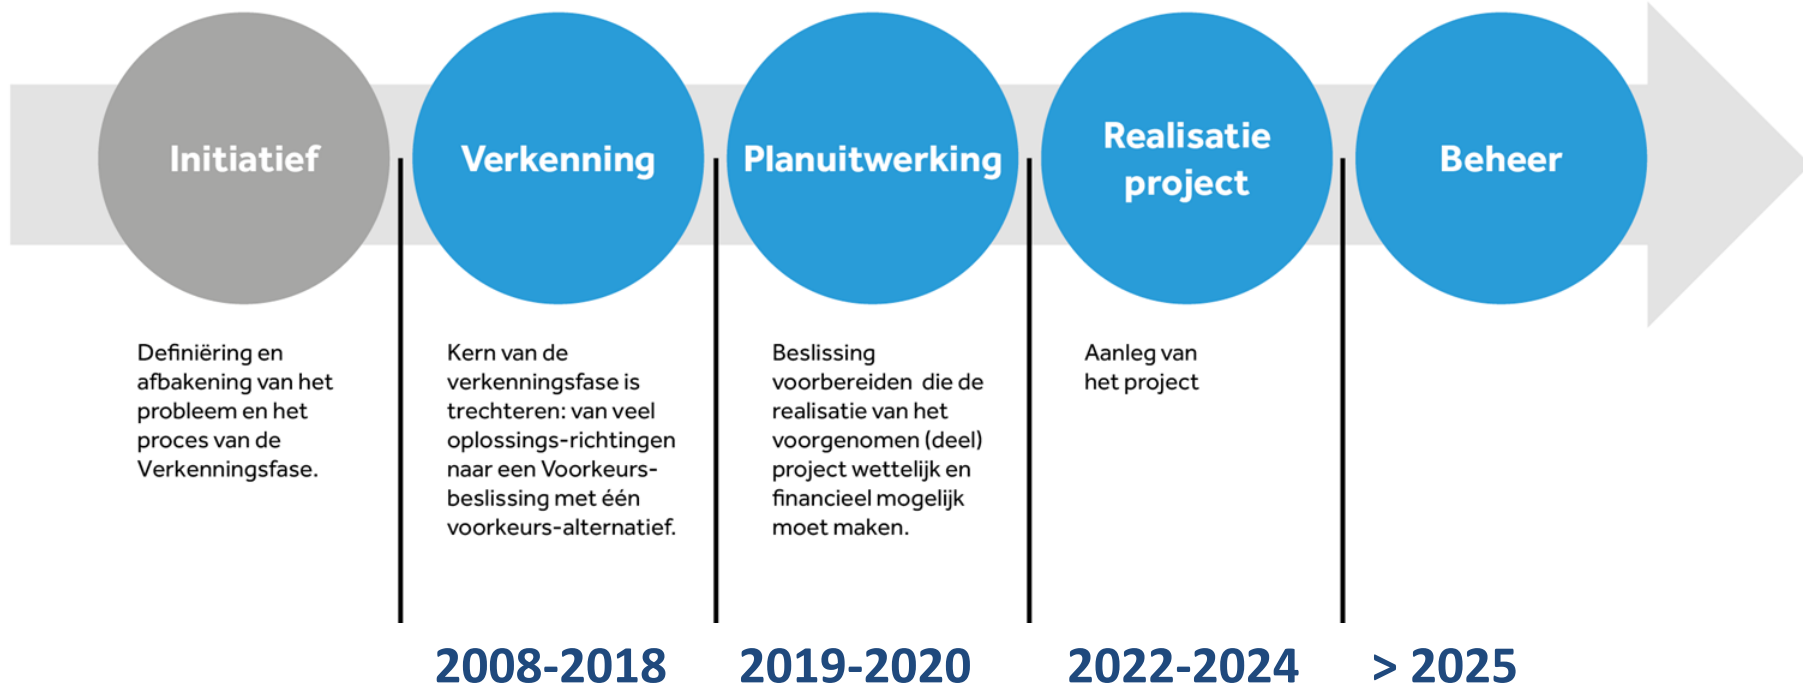 Initiatief
Verkenning
Planuitwerking
Realisatie
project
Beheer
Definiëring en
afbakening van het
probleem en het
proces van de
Verkenningsfase.
Kern van de
verkenningsfase is
trechteren: van veel
oplossings-richtingen
naar een Voorkeurs-
beslissing met één
voorkeurs-alternatief.
Beslissing
voorbereiden die de
realisatie van het
voorgenomen (deel)
project wettelijk en
financieel mogelijk
moet maken.
Aanleg van
het project
2008-2018
2019-2020
2022-2024
> 2025